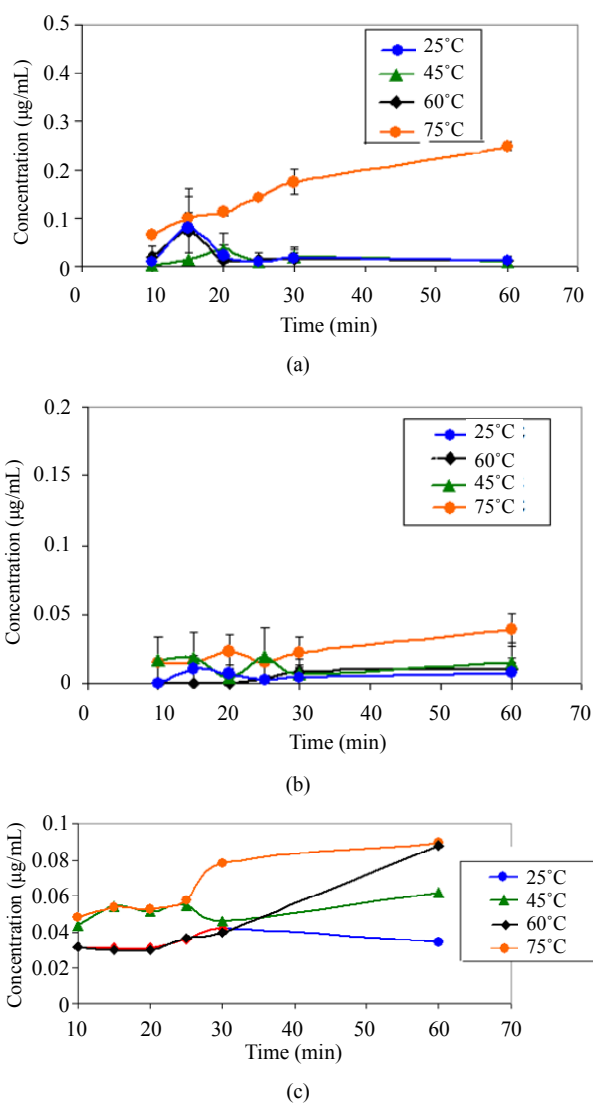 0.5
0.4
0.3
0.2
0.1
0
Concentration (µg/mL)
25˚C
45˚C
60˚C
75˚C
0 10 20 30 40 50 60 70
Time (min)
(a)
0.2
0.15
0.1
0.05
0
Concentration (µg/mL)
25˚C
60˚C
45˚C
75˚C
0 10 20 30 40 50 60 70
Time (min)
(b)
0.1
0.08
0.06
0.04
0.02
0
Concentration (µg/mL)
25˚C
45˚C
60˚C
75˚C
10 20 30 40 50 60 70
Time (min)
(c)